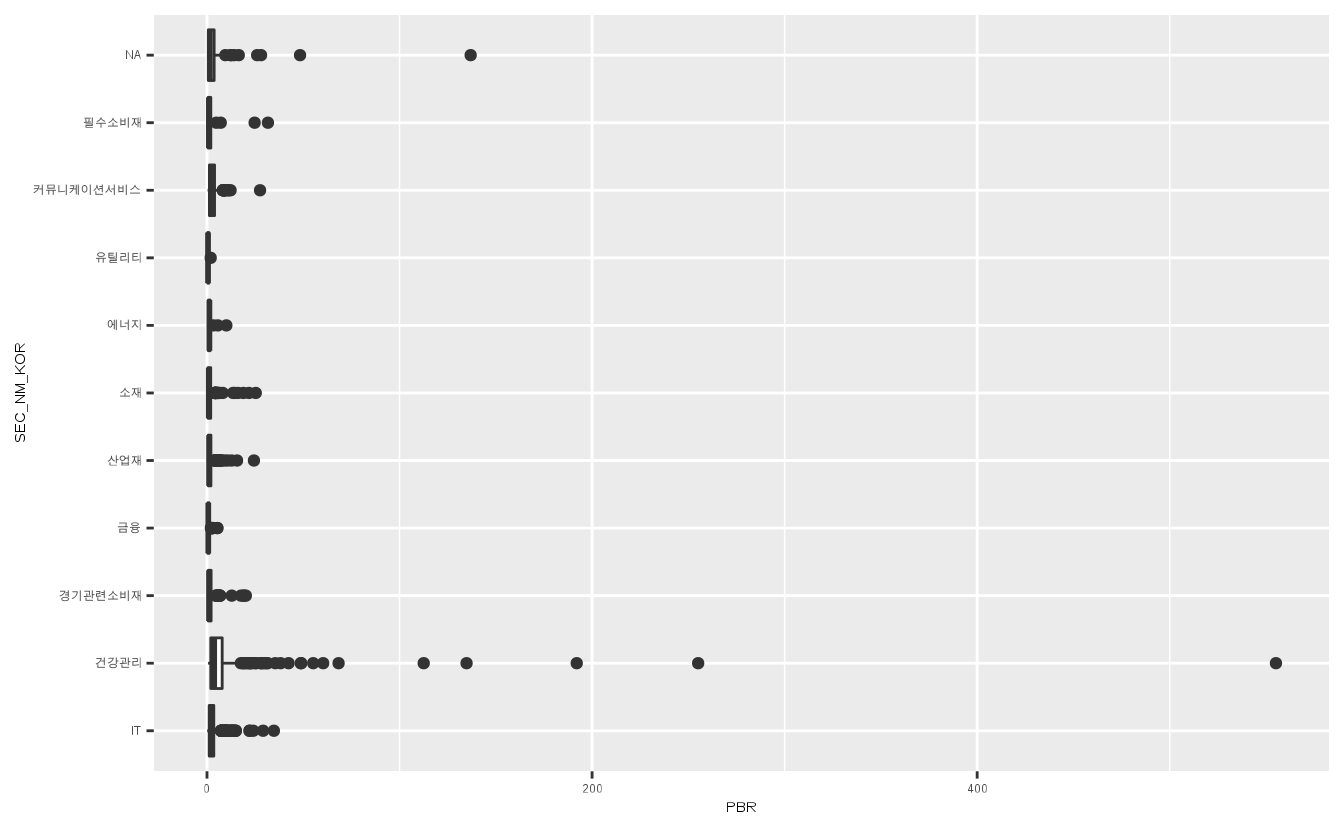 NA
필수소비재
커뮤니케이션서비스
유틸리티
에너지
소재
산업재
금융
경기관련소비재
건강관리
IT
SEC_NM_KOR
0 200 400
PBR